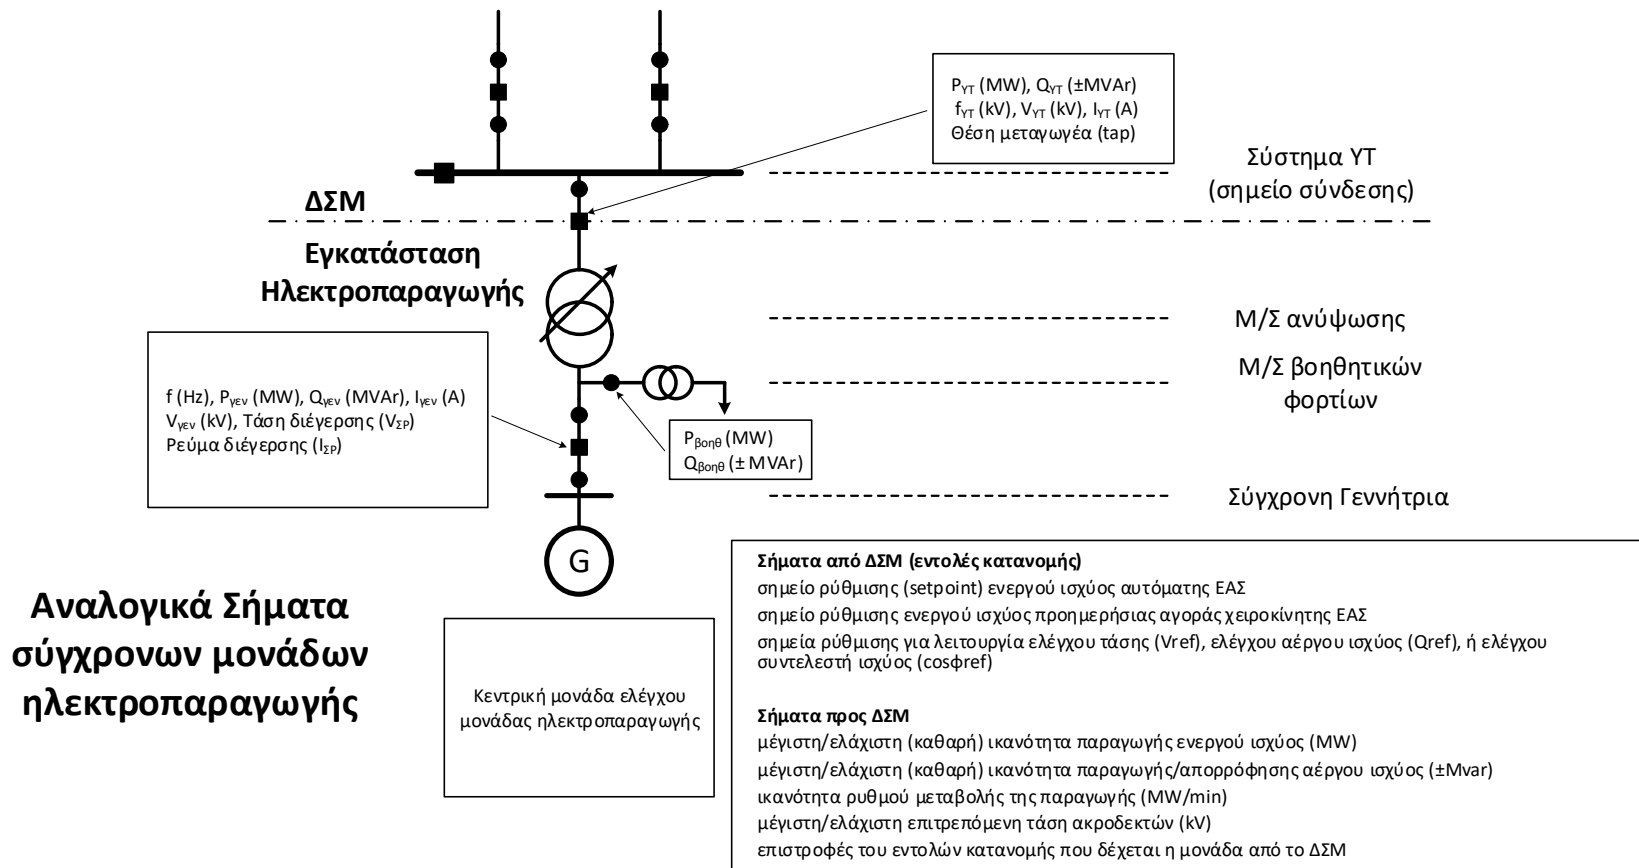 P_YT (MW), Q_YT (±MVAr)
f_YT (kV), V_YT (kV), I_YT (A)
Θέση μεταγωγέα (tap)
Σύστημα ΥΤ
(σημείο σύνδεσης)
ΔΣΜ
Εγκατάσταση
Ηλεκτροπαραγωγής
Μ/Σ ανύψωσης
Μ/Σ βοηθητικών
φορτίων
f (Hz), P_γεν (MW), Q_γεν (MVAr), I_γεν (A)
V_γεν (kV), Τάση διέγερσης (V_ΣΡ)
Ρεύμα διέγερσης (I_ΣΡ)
P_βοηθ (MW)
Q_βοηθ (± MVAr)
Σύγχρονη Γεννήτρια
G
Αναλογικά Σήματα
σύγχρονων μονάδων
ηλεκτροπαραγωγής
Κεντρική μονάδα ελέγχου
μονάδας ηλεκτροπαραγωγής
Σήματα από ΔΣΜ (εντολές κατανομής)
σημείο ρύθμισης (setpoint) ενεργού ισχύος αυτόματης ΕΑΣ
σημείο ρύθμισης ενεργού ισχύος προημερήσιας αγοράς χειροκίνητης ΕΑΣ
σημεία ρύθμισης για λειτουργία ελέγχου τάσης (Vref), ελέγχου αέργου ισχύος (Qref), ή ελέγχου
συντελεστή ισχύος (cosφref)
Σήματα προς ΔΣΜ
μέγιστη/ελάχιστη (καθαρή) ικανότητα παραγωγής ενεργού ισχύος (MW)
μέγιστη/ελάχιστη (καθαρή) ικανότητα παραγωγής/απορρόφησης αέργου ισχύος (±Mvar)
ικανότητα ρυθμού μεταβολής της παραγωγής (MW/min)
μέγιστη/ελάχιστη επιτρεπόμενη τάση ακροδεκτών (kV)
επιστροφές του εντολών κατανομής που δέχεται η μονάδα από το ΔΣΜ